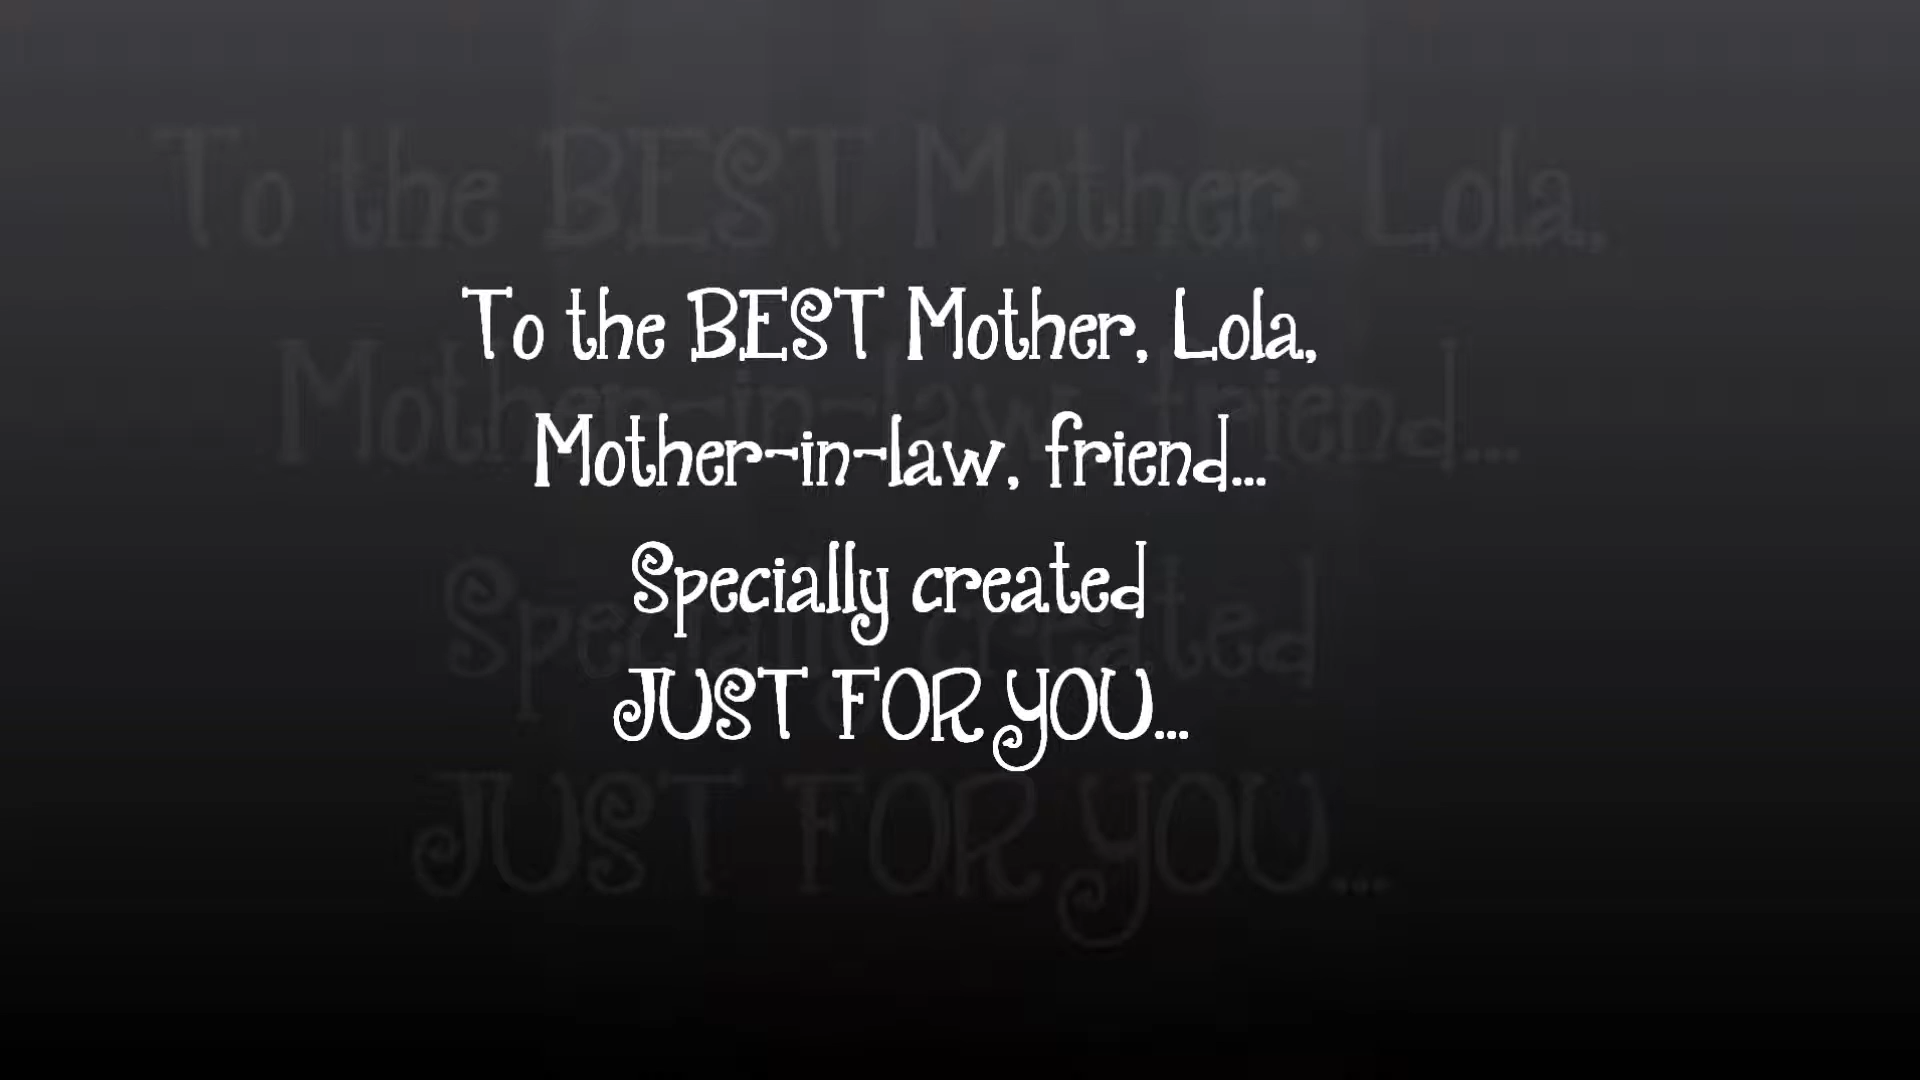 To the BEST Mother, Lola,
Mother-in-law, friend...
Specially created
JUST FOR YOU...